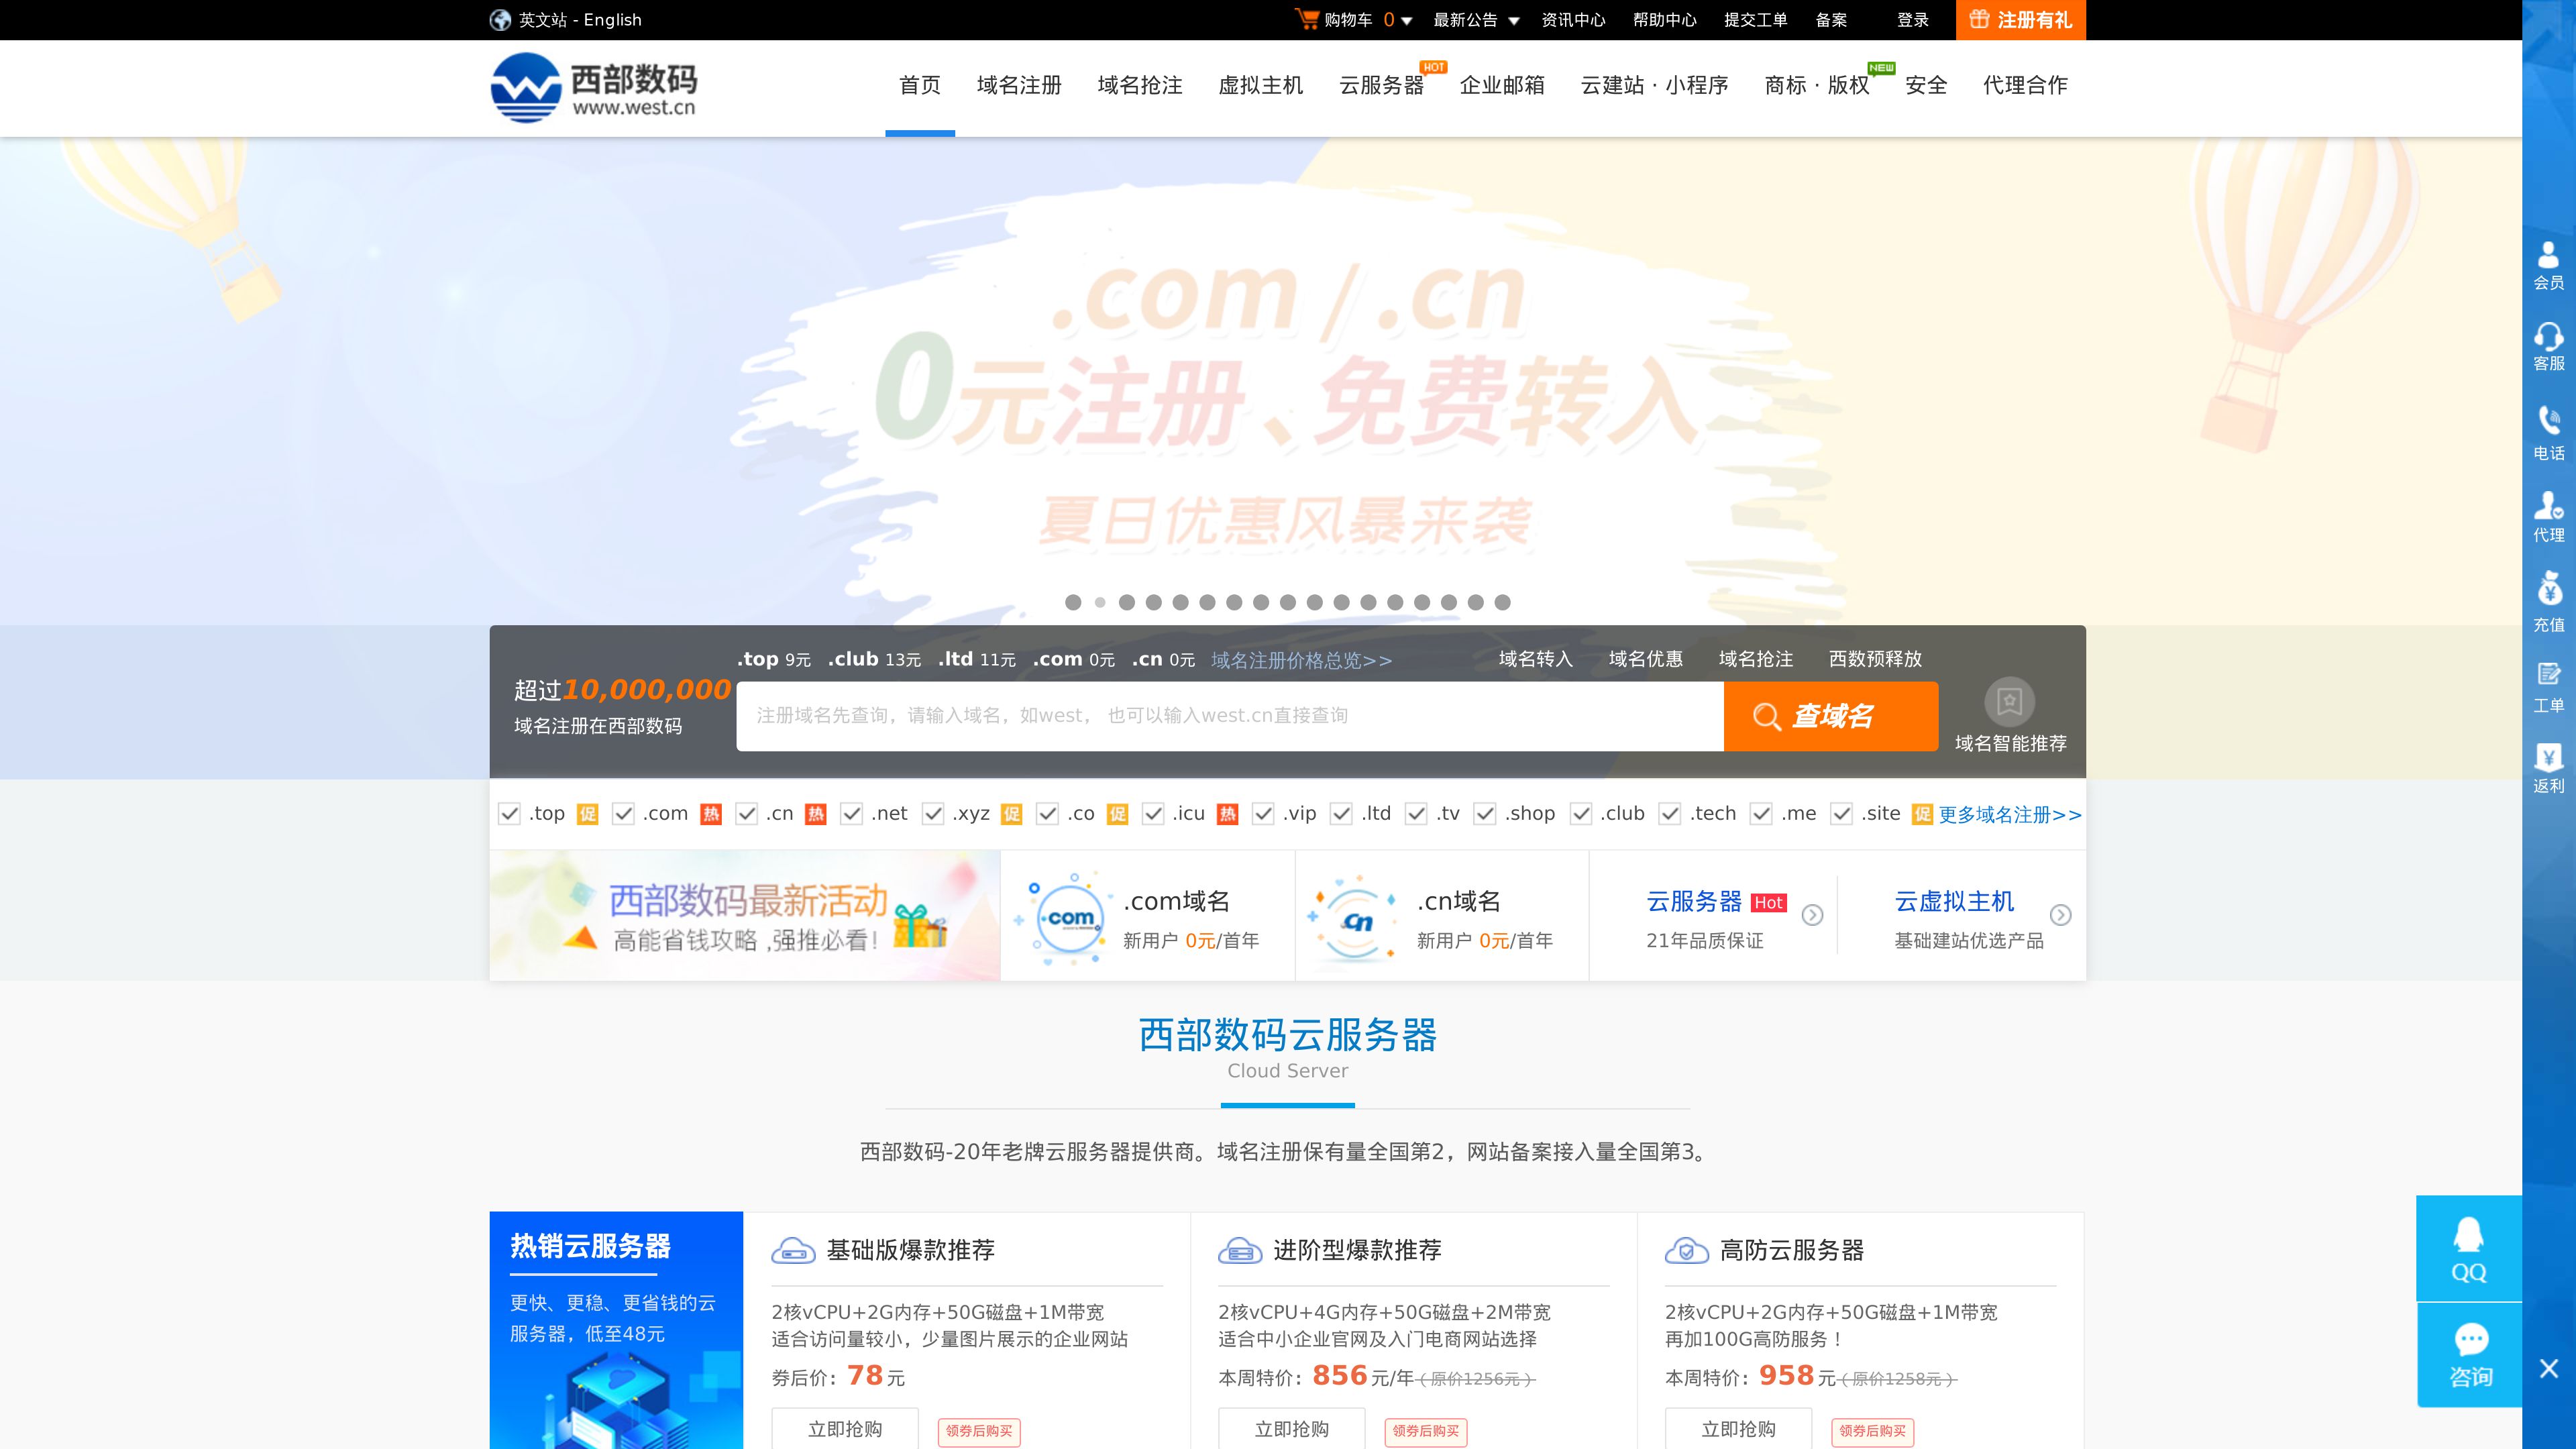 英文站 - English
购物车 0 最新公告 资讯中心 帮助中心 提交工单 备案 登录 注册有礼
西部数码
www.west.cn
首页 域名注册 域名抢注 虚拟主机 云服务器 HOT 企业邮箱 云建站 · 小程序 商标 · 版权 NEW 安全 代理合作
.com / .cn
0元注册、免费转入
夏日优惠风暴来袭
会员
客服
电话
代理
充值
工单
返利
.top 9元 .club 13元 .ltd 11元 .com 0元 .cn 0元 域名注册价格总览>> 域名转入 域名优惠 域名抢注 西数预释放
超过10,000,000
域名注册在西部数码
注册域名先查询，请输入域名，如west， 也可以输入west.cn直接查询
查域名
域名智能推荐
.top 促 .com 热 .cn 热 .net .xyz 促 .co 促 .icu 热 .vip .ltd .tv .shop .club .tech .me .site 促 更多域名注册>>
西部数码最新活动
高能省钱攻略 ,强推必看!
.com
.com域名
新用户 0元/首年
.cn
.cn域名
新用户 0元/首年
云服务器 Hot
21年品质保证
云虚拟主机
基础建站优选产品
西部数码云服务器
Cloud Server
西部数码-20年老牌云服务器提供商。域名注册保有量全国第2，网站备案接入量全国第3。
热销云服务器
更快、更稳、更省钱的云
服务器，低至48元
基础版爆款推荐
2核vCPU+2G内存+50G磁盘+1M带宽
适合访问量较小，少量图片展示的企业网站
券后价：78元
立即抢购 领券后购买
进阶型爆款推荐
2核vCPU+4G内存+50G磁盘+2M带宽
适合中小企业官网及入门电商网站选择
本周特价：856元/年（原价1256元）
立即抢购 领券后购买
高防云服务器
2核vCPU+2G内存+50G磁盘+1M带宽
再加100G高防服务！
本周特价：958元（原价1258元）
立即抢购 领券后购买
QQ
咨询